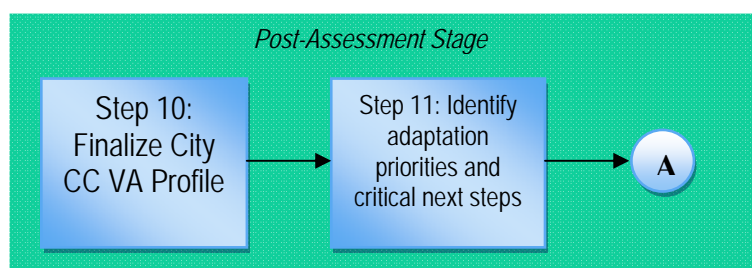 Post-Assessment Stage
Step 10:
Finalize City
CC VA Profile
Step 11: Identify
adaptation
priorities and
critical next steps
A